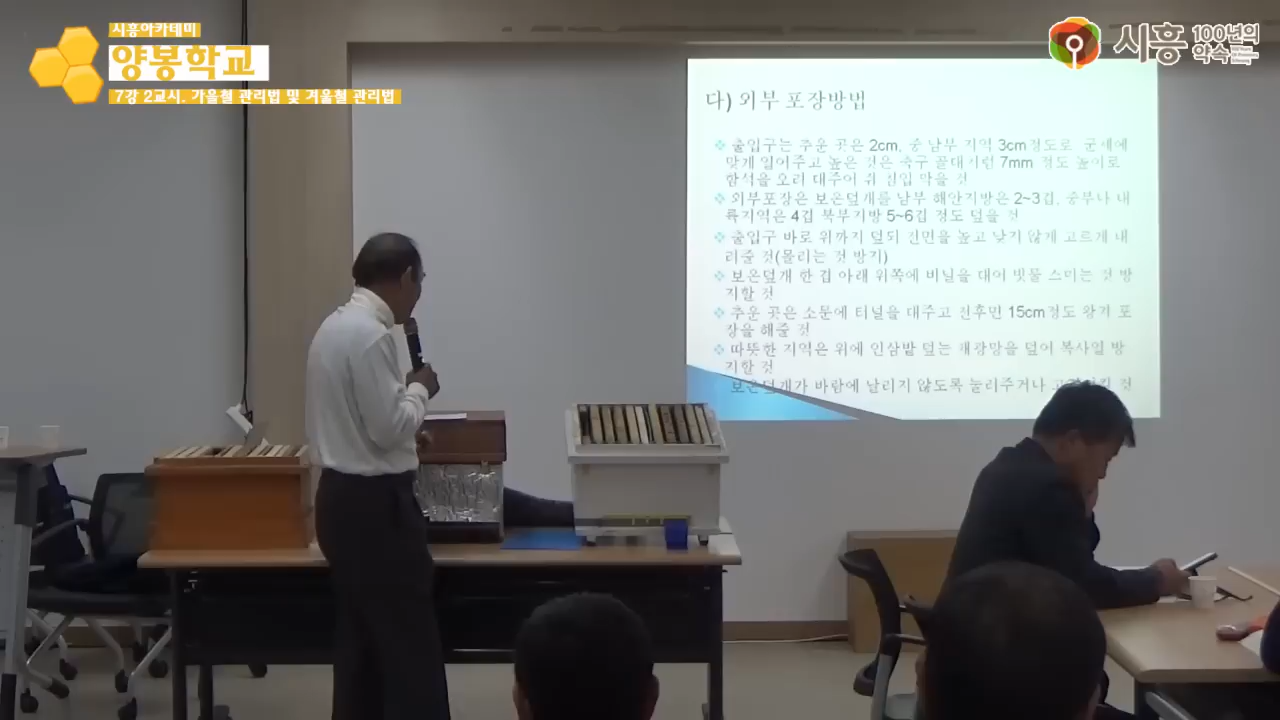 시흥아카데미
양봉학교
7강 2교시. 가을철 관리법 및 겨울철 관리법
시흥 100년의
약속
다) 외부 포장방법
출입구는 추운 곳은 2cm, 중 남부 지역 3cm정도로 군세에
맞게 열어주고 높은 것은 축구 골대처럼 7mm 정도 높이로
함석을 오려 대주어 쥐 침입 막을 것
외부포장은 보온덮개를 남부 해안지방은 2~3겹, 중부나 내
륙지역은 4겹 북부지방 5~6겹 정도 덮을 것
출입구 바로 위까지 덮되 전면을 높고 낮지 않게 고르게 내
려줄 것(몰리는 것 방지)
보온덮개 한 겹 아래 위쪽에 비닐을 대어 빗물 스미는 것 방
지할 것
추운 곳은 소문에 터널을 대주고 전후면 15cm정도 왕겨 포
장을 해줄 것
따뜻한 지역은 위에 인삼밭 덮는 채광망을 덮어 복사열 방
지할 것
보온덮개가 바람에 날리지 않도록 눌러주거나 것